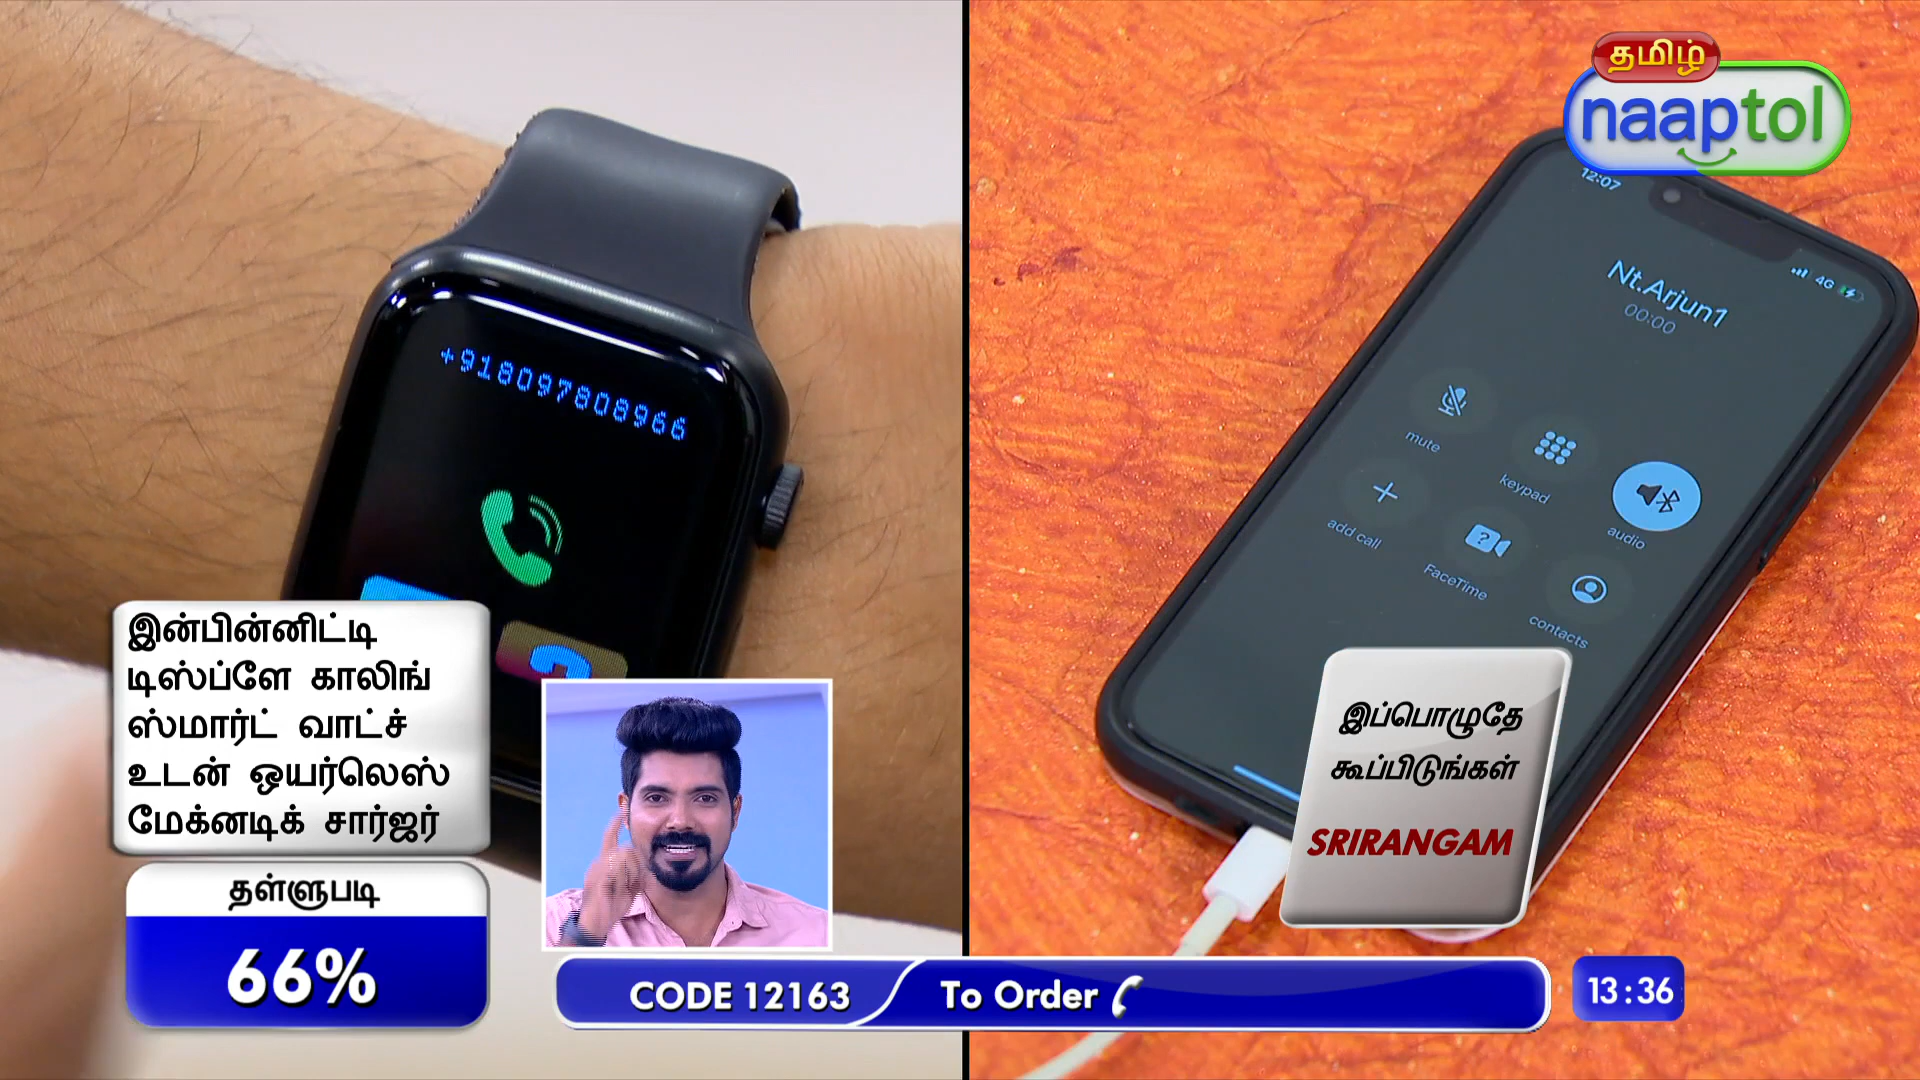 தமிழ்
naaptol
+918097808966
12:07
4G
Nt.Arjun1
00:00
mute
keypad
audio
add call
FaceTime
contacts
இன்பின்னிட்டி
டிஸ்ப்ளே காலிங்
ஸ்மார்ட் வாட்ச்
உடன் ஒயர்லெஸ்
மேக்னடிக் சார்ஜர்
தள்ளுபடி
66%
இப்பொழுதே
கூப்பிடுங்கள்
SRIRANGAM
CODE 12163
To Order
13:36